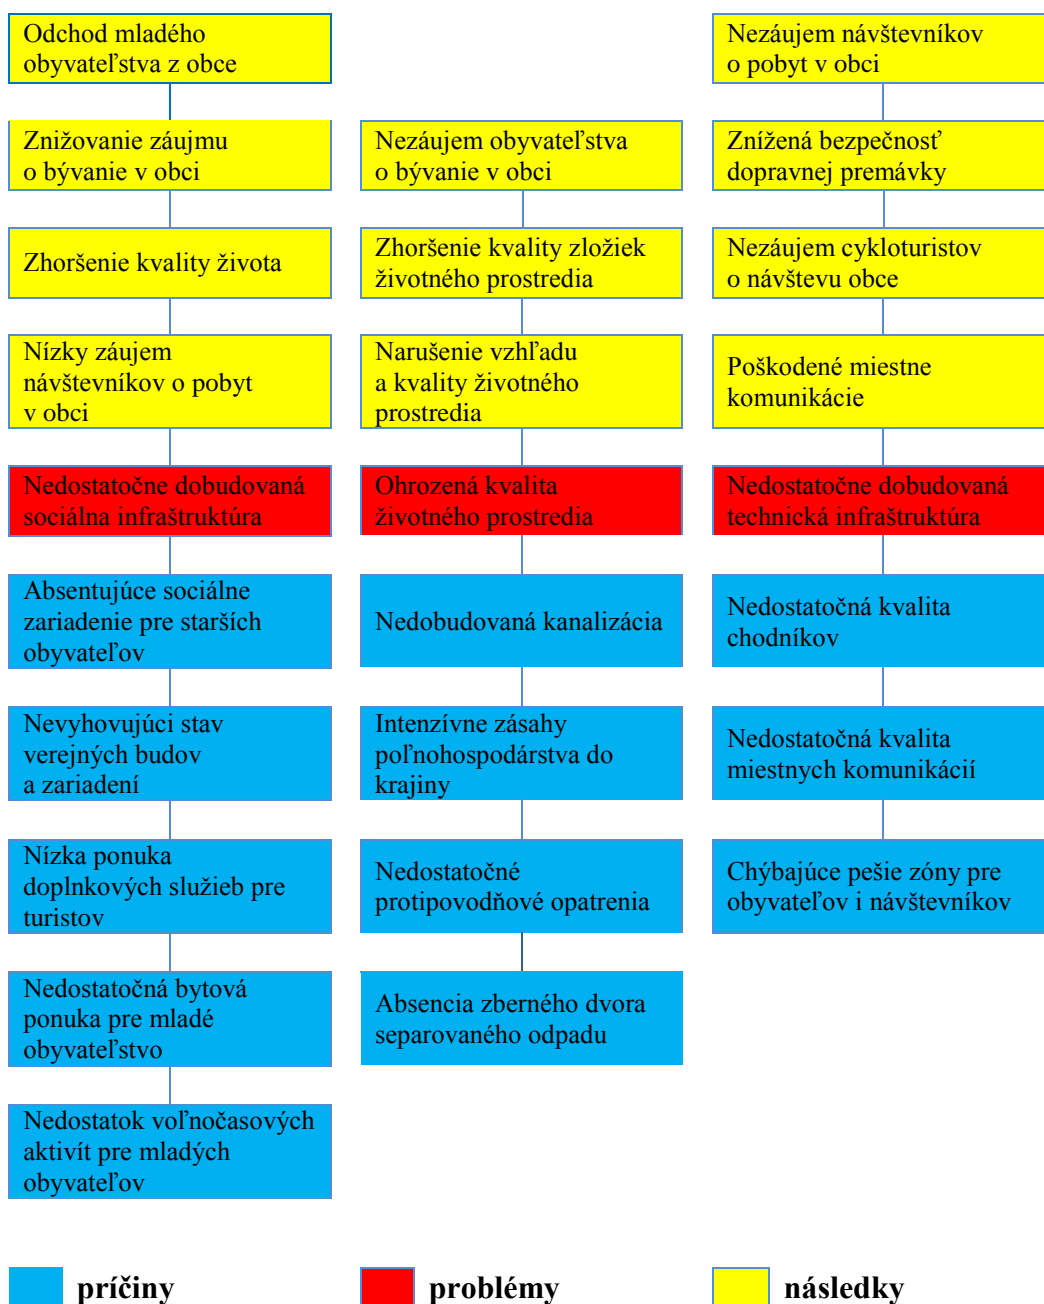 Odchod mladého
obyvateľstva z obce
Znižovanie záujmu
o bývanie v obci
Zhoršenie kvality života
Nízky záujem
návštevníkov o pobyt
v obci
Nedostatočne dobudovaná
sociálna infraštruktúra
Absentujúce sociálne
zariadenie pre starších
obyvateľov
Nevyhovujúci stav
verejných budov
a zariadení
Nízka ponuka
doplnkových služieb pre
turistov
Nedostatočná bytová
ponuka pre mladé
obyvateľstvo
Nedostatok voľnočasových
aktivít pre mladých
obyvateľov
Nezáujem obyvateľstva
o bývanie v obci
Zhoršenie kvality zložiek
životného prostredia
Narušenie vzhľadu
a kvality životného
prostredia
Ohrozená kvalita
životného prostredia
Nedobudovaná kanalizácia
Intenzívne zásahy
poľnohospodárstva do
krajiny
Nedostatočné
protipovodňové opatrenia
Absencia zberného dvora
separovaného odpadu
Nezáujem návštevníkov
o pobyt v obci
Znížená bezpečnosť
dopravnej premávky
Nezáujem cykloturistov
o návštevu obce
Poškodené miestne
komunikácie
Nedostatočne dobudovaná
technická infraštruktúra
Nedostatočná kvalita
chodníkov
Nedostatočná kvalita
miestnych komunikácií
Chýbajúce pešie zóny pre
obyvateľov i návštevníkov
príčiny
problémy
následky